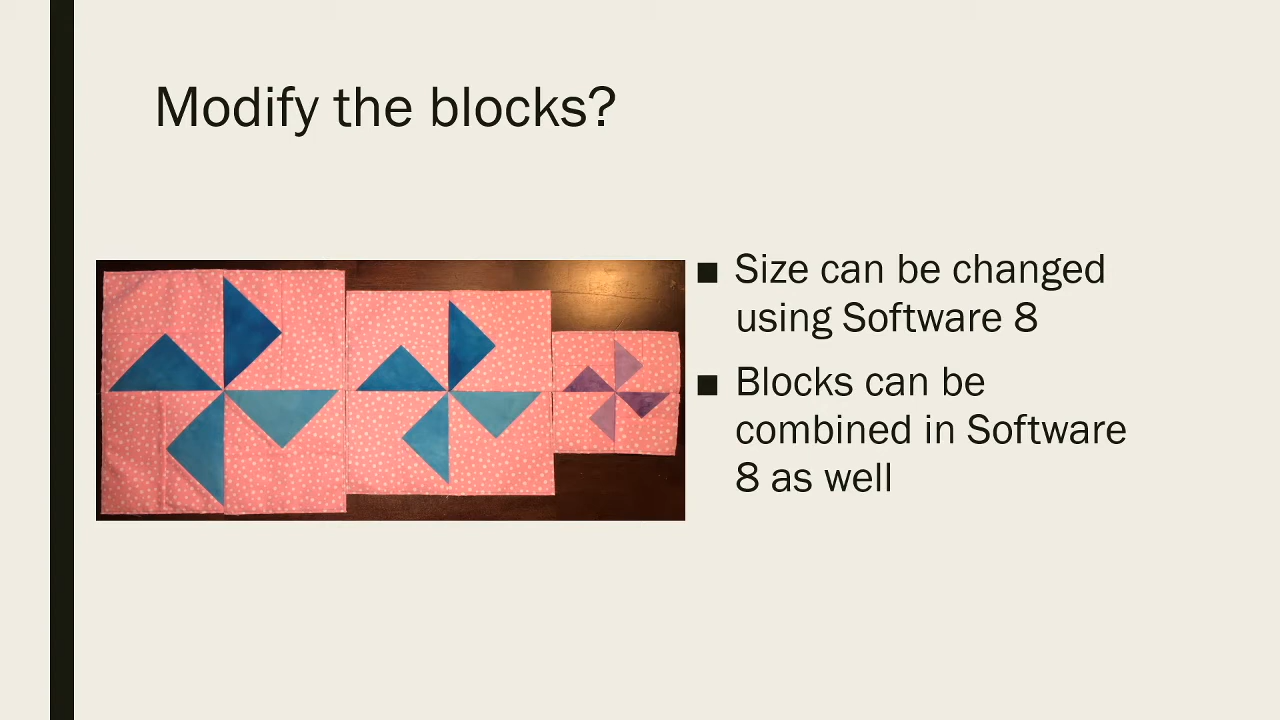 Modify the blocks?
■ Size can be changed
using Software 8
■ Blocks can be
combined in Software
8 as well